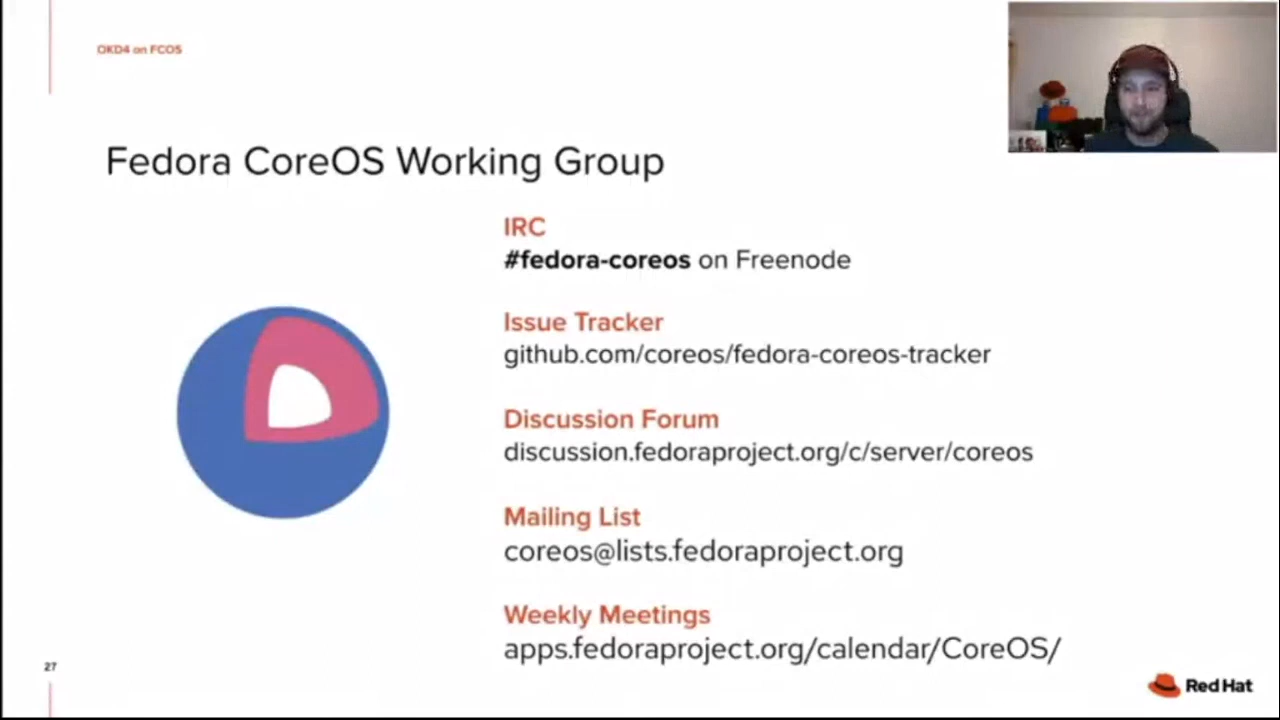 OKD4 on FCOS
Fedora CoreOS Working Group
IRC
#fedora-coreos on Freenode
Issue Tracker
github.com/coreos/fedora-coreos-tracker
Discussion Forum
discussion.fedoraproject.org/c/server/coreos
Mailing List
coreos@lists.fedoraproject.org
Weekly Meetings
apps.fedoraproject.org/calendar/CoreOS/
27
Red Hat